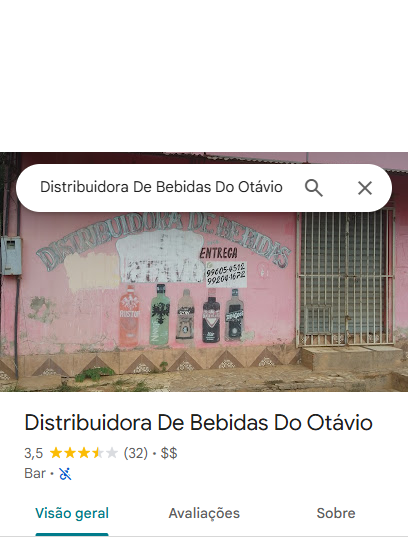 Distribuidora De Bebidas Do Otávio
DISTRIBUIDORA DE BEBIDAS
ENTREGA
99605-4512
99204-1672
Distribuidora De Bebidas Do Otávio
3,5 (32) • $$
Bar •
Visão geral Avaliações Sobre